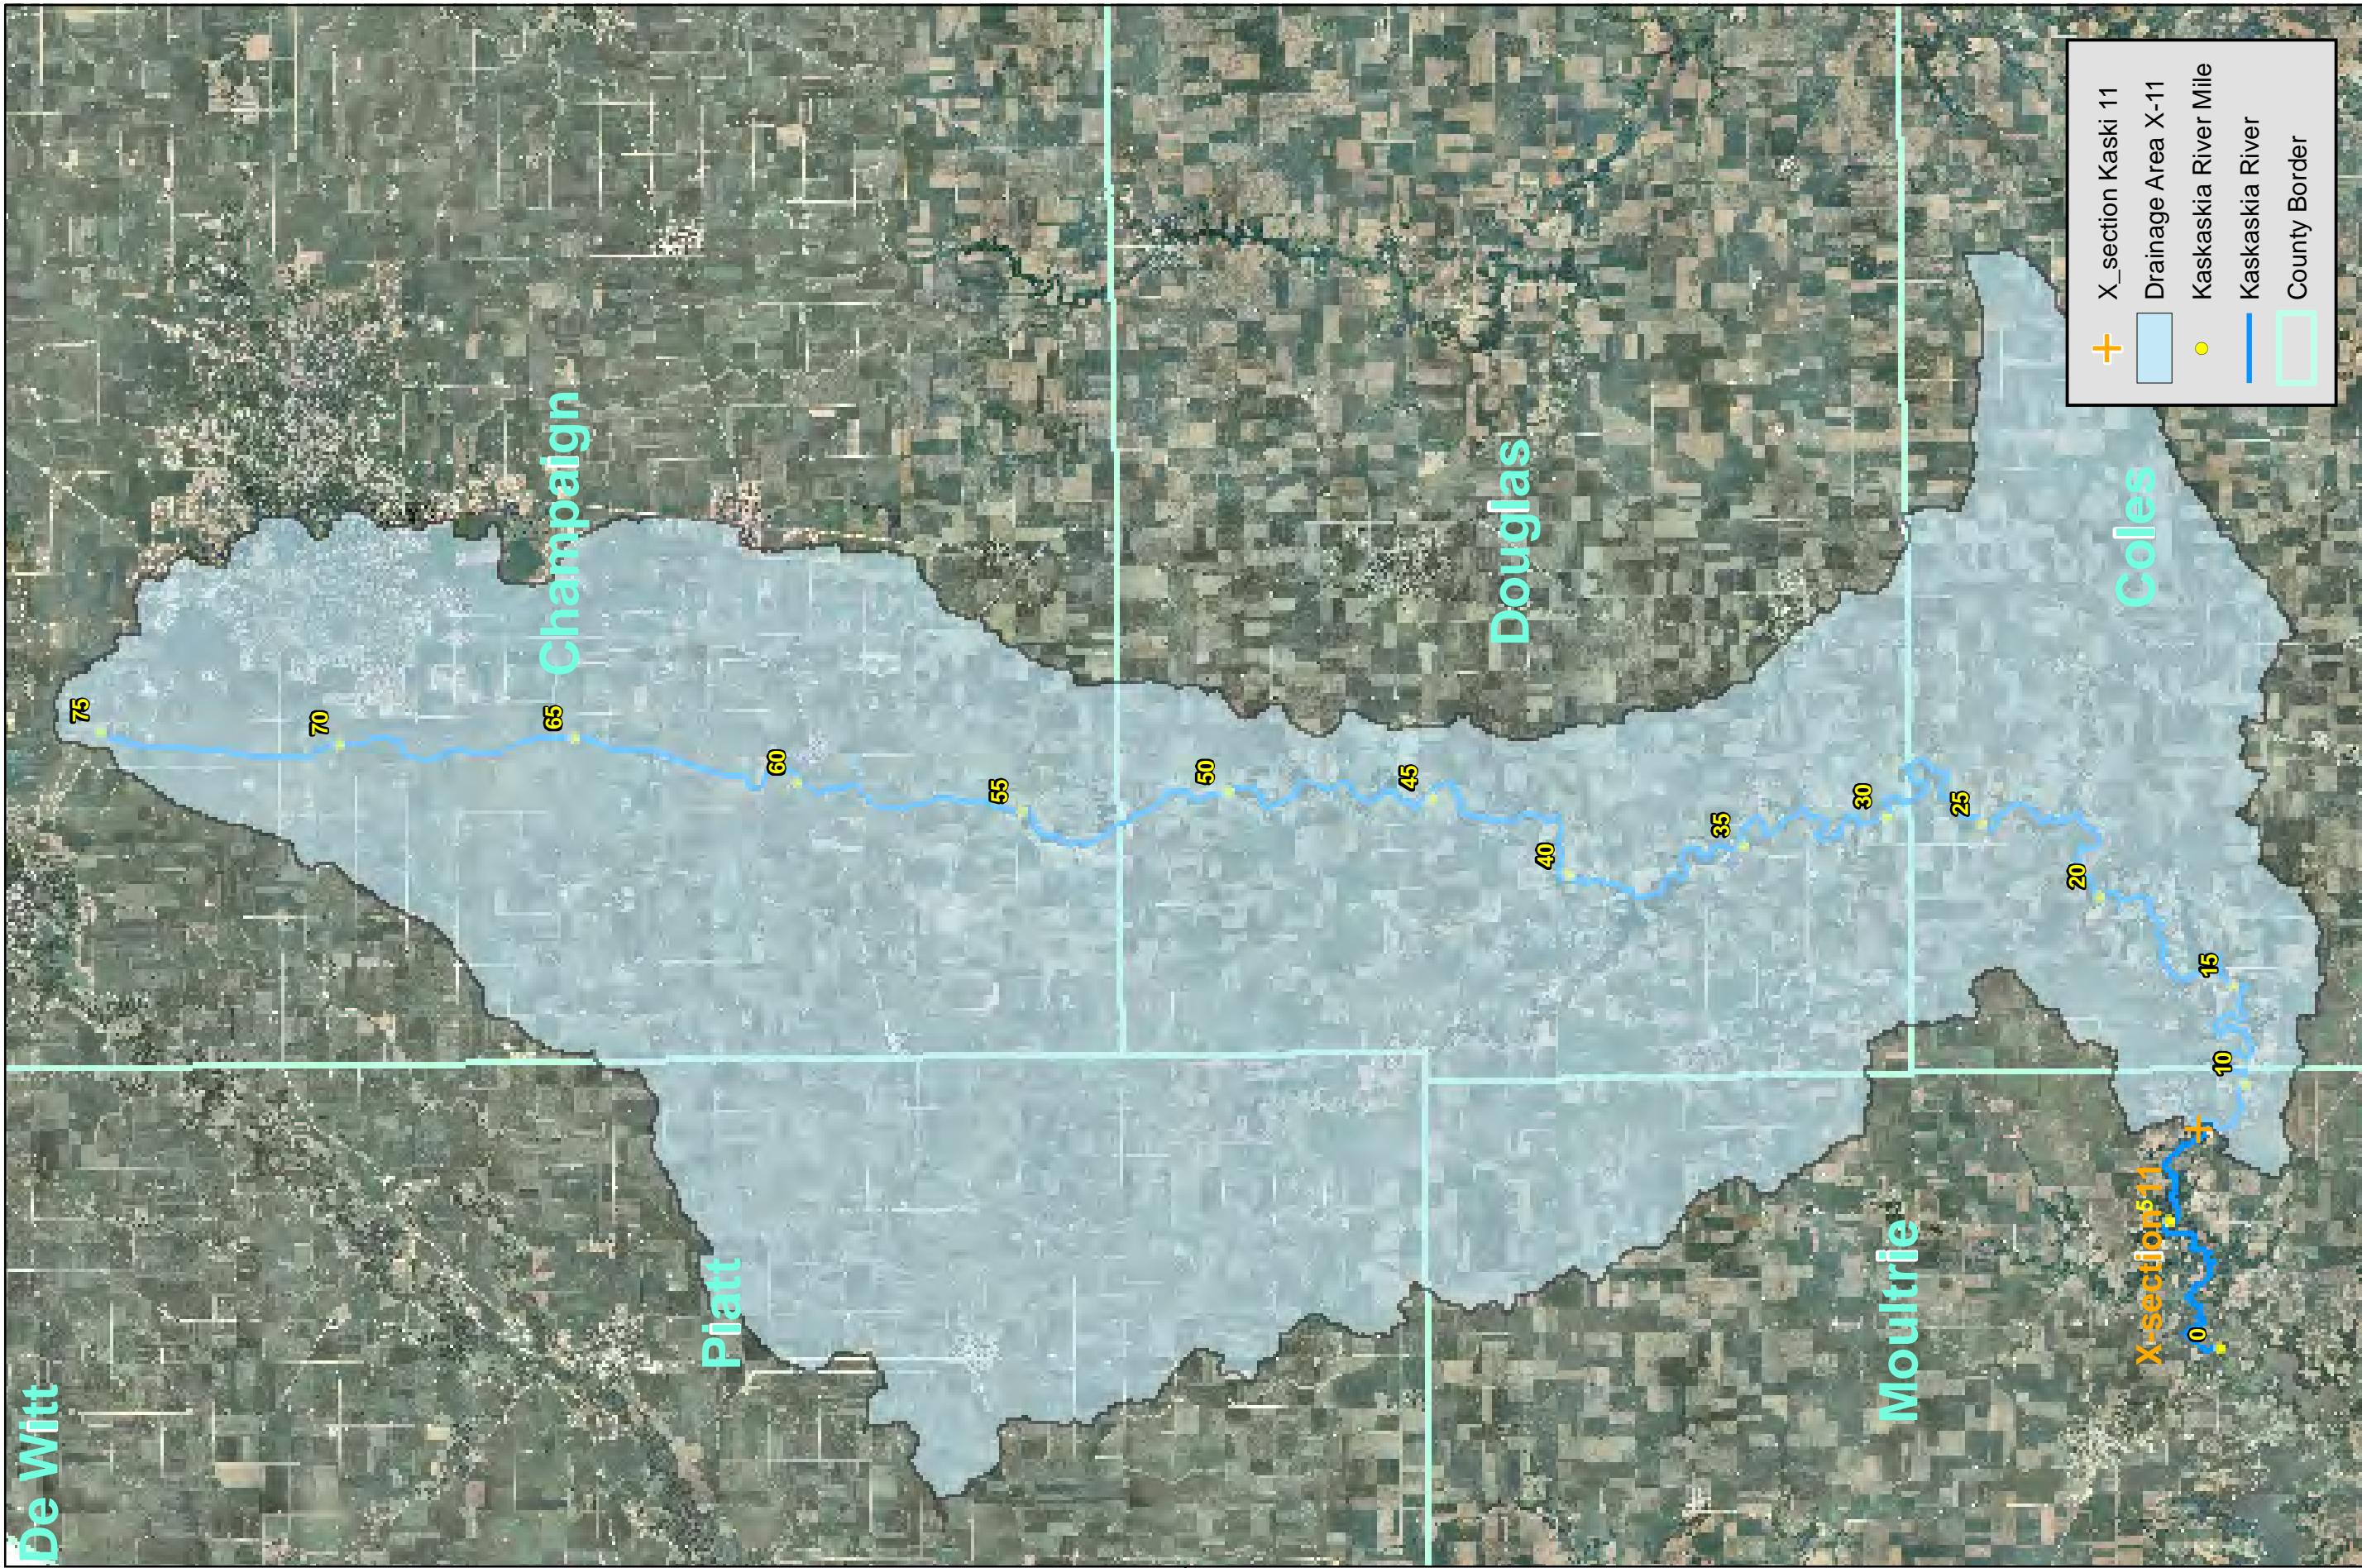 De Witt
Champaign
Piatt
Douglas
Moultrie
Coles
75
70
65
60
55
50
45
40
35
30
25
20
15
10
5
0
X-section 11
X_section Kaski 11
Drainage Area X-11
Kaskaskia River Mile
Kaskaskia River
County Border